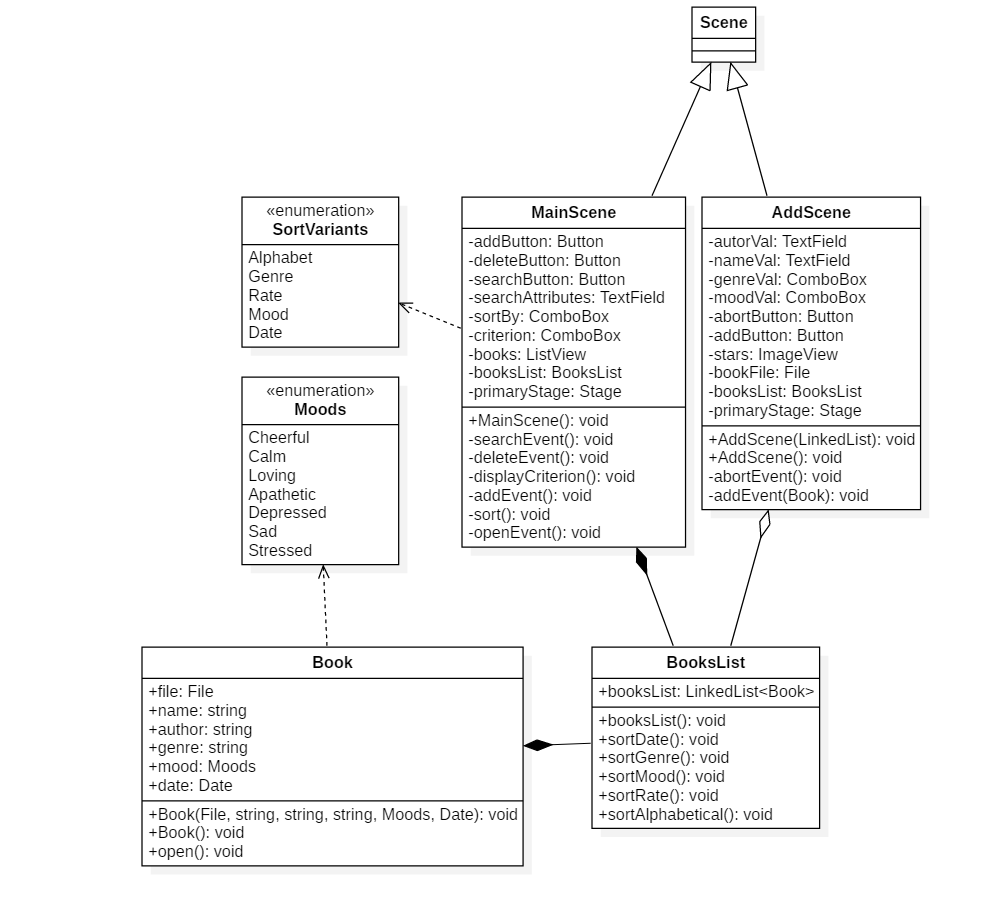 Scene
«enumeration»
SortVariants
Alphabet
Genre
Rate
Mood
Date
MainScene
-addButton: Button
-deleteButton: Button
-searchButton: Button
-searchAttributes: TextField
-sortBy: ComboBox
-criterion: ComboBox
-books: ListView
-booksList: BooksList
-primaryStage: Stage
+MainScene(): void
-searchEvent(): void
-deleteEvent(): void
-displayCriterion(): void
-addEvent(): void
-sort(): void
-openEvent(): void
AddScene
-autorVal: TextField
-nameVal: TextField
-genreVal: ComboBox
-moodVal: ComboBox
-abortButton: Button
-addButton: Button
-stars: ImageView
-bookFile: File
-booksList: BooksList
-primaryStage: Stage
+AddScene(LinkedList): void
+AddScene(): void
-abortEvent(): void
-addEvent(Book): void
«enumeration»
Moods
Cheerful
Calm
Loving
Apathetic
Depressed
Sad
Stressed
Book
+file: File
+name: string
+author: string
+genre: string
+mood: Moods
+date: Date
+Book(File, string, string, string, Moods, Date): void
+Book(): void
+open(): void
BooksList
+booksList: LinkedList<Book>
+booksList(): void
+sortDate(): void
+sortGenre(): void
+sortMood(): void
+sortRate(): void
+sortAlphabetical(): void